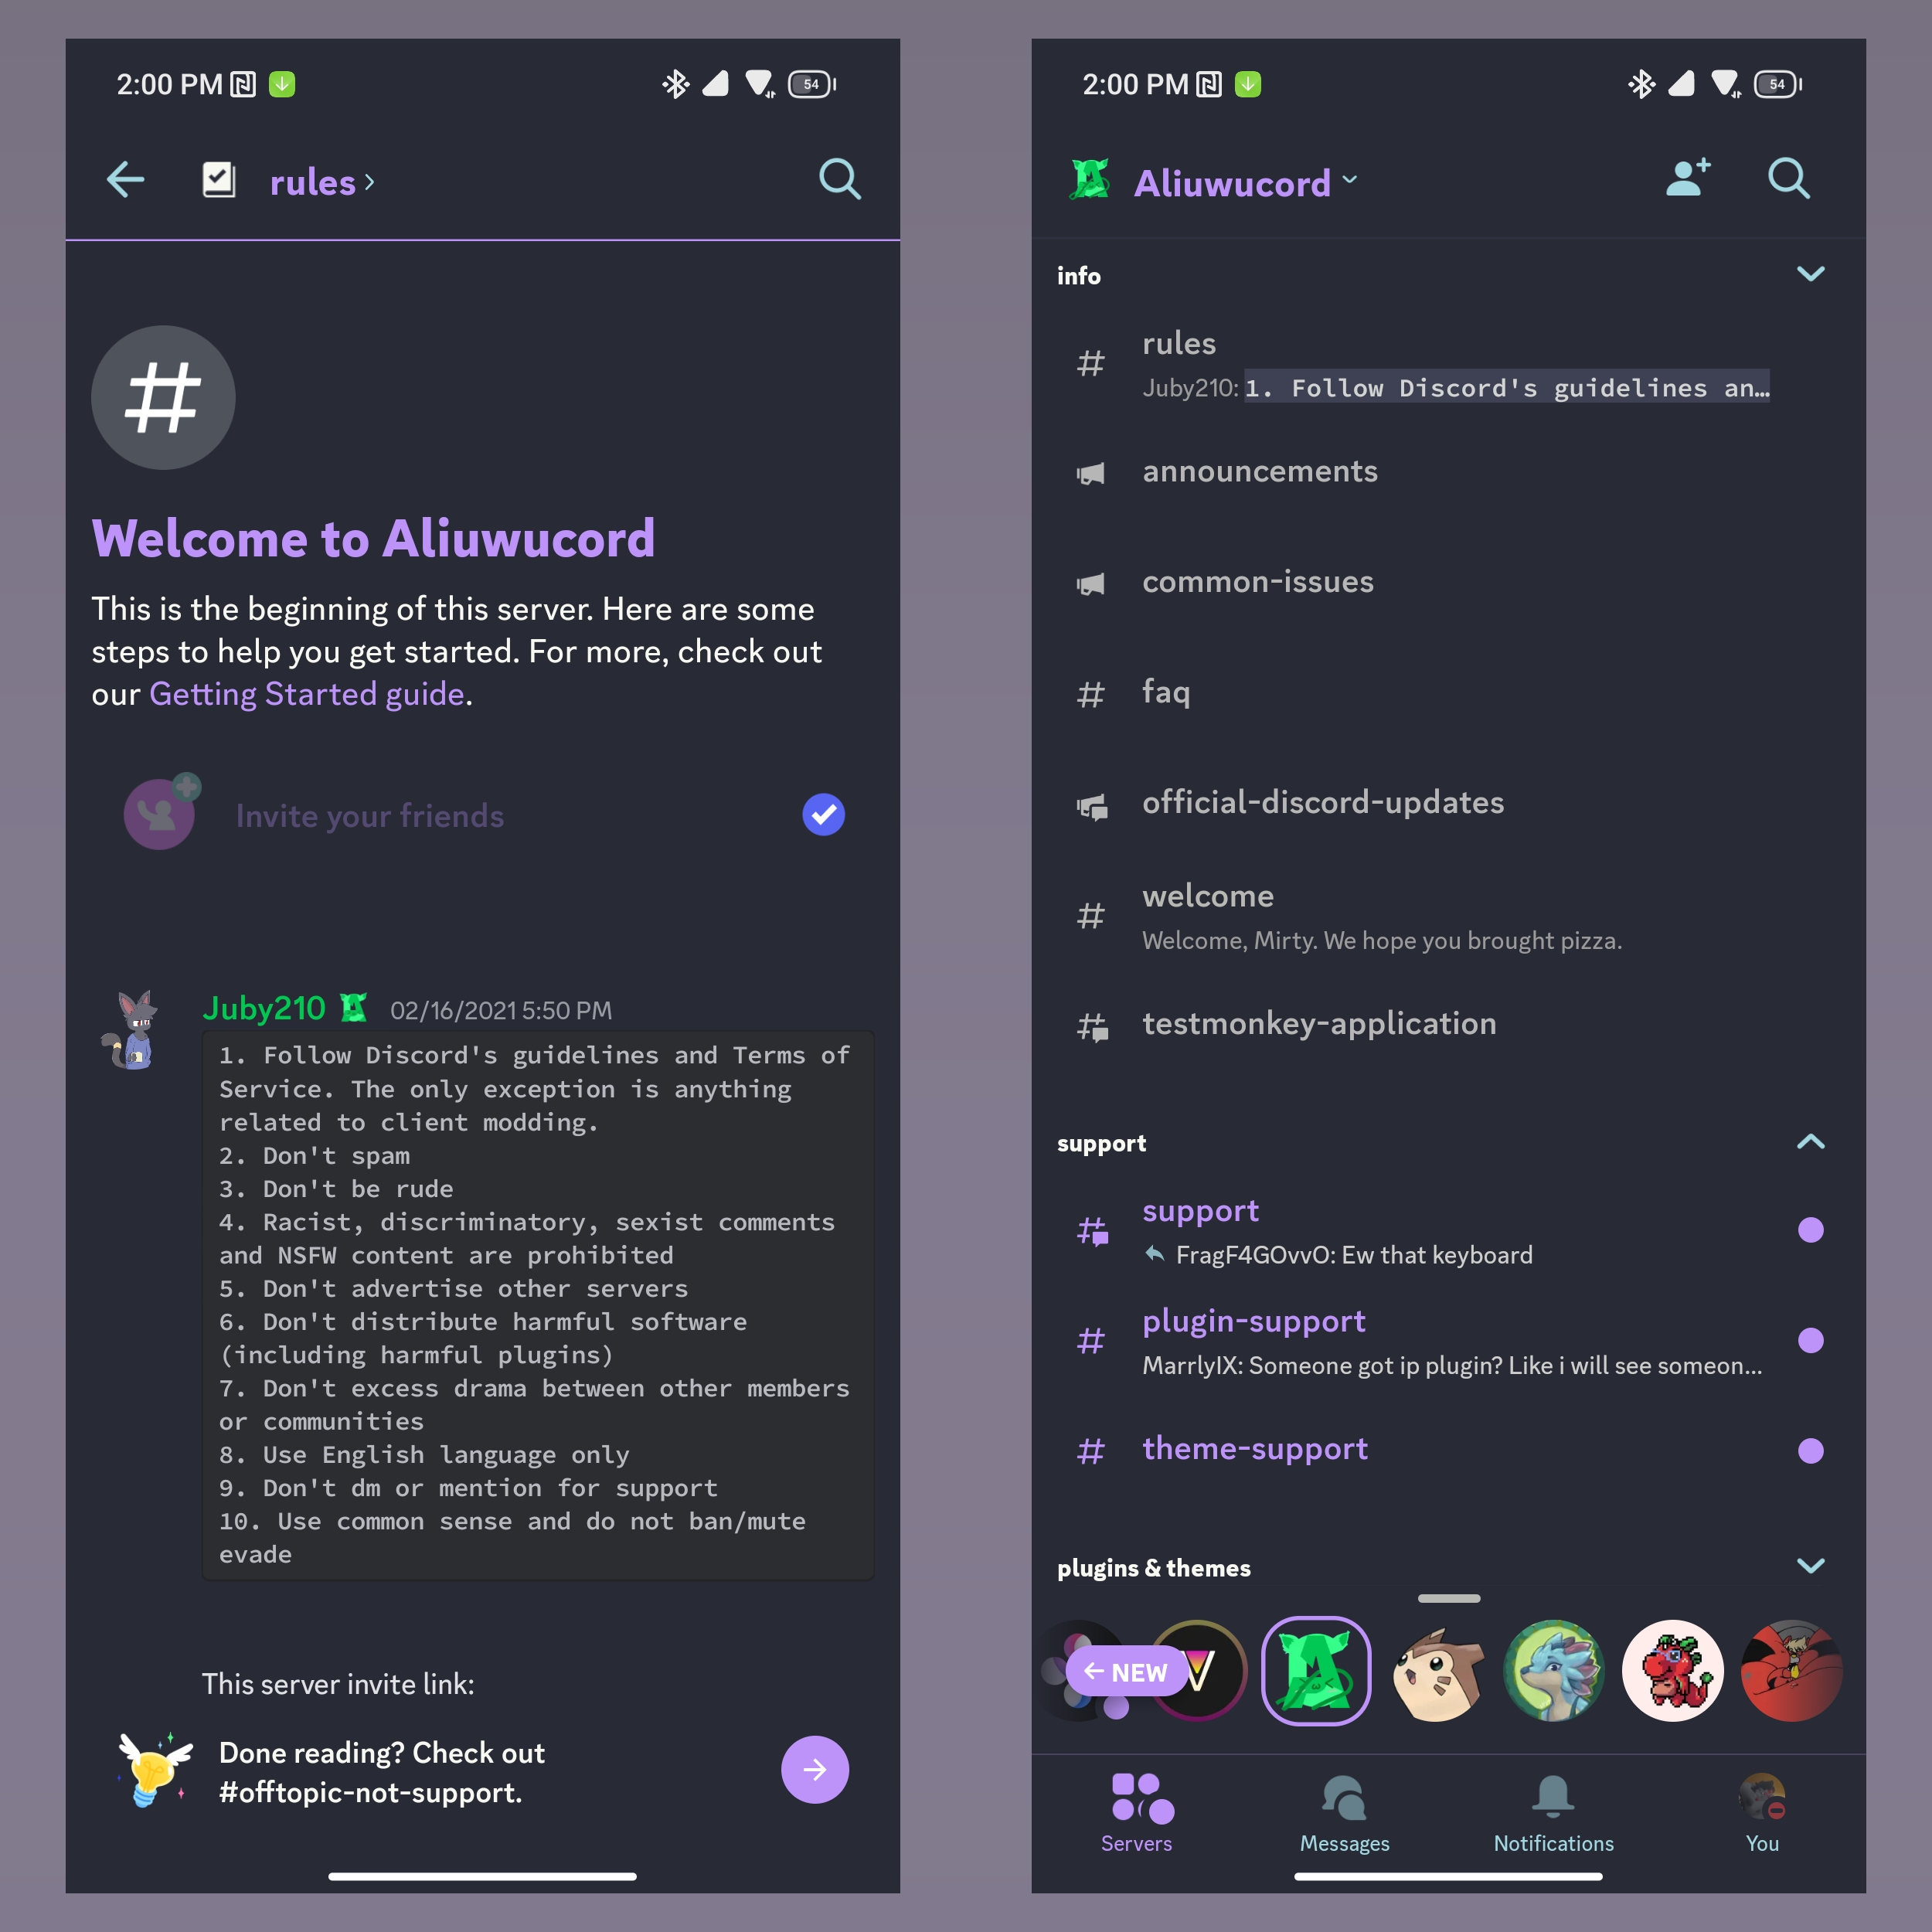 2:00 PM
54
rules
Welcome to Aliuwucord
This is the beginning of this server. Here are some
steps to help you get started. For more, check out
our Getting Started guide.
Invite your friends
Juby210 02/16/2021 5:50 PM
1. Follow Discord's guidelines and Terms of
Service. The only exception is anything
related to client modding.
2. Don't spam
3. Don't be rude
4. Racist, discriminatory, sexist comments
and NSFW content are prohibited
5. Don't advertise other servers
6. Don't distribute harmful software
(including harmful plugins)
7. Don't excess drama between other members
or communities
8. Use English language only
9. Don't dm or mention for support
10. Use common sense and do not ban/mute
evade
This server invite link:
Done reading? Check out
#offtopic-not-support.
2:00 PM
54
Aliuwucord
info
rules
Juby210: 1. Follow Discord's guidelines an…
announcements
common-issues
faq
official-discord-updates
welcome
Welcome, Mirty. We hope you brought pizza.
testmonkey-application
support
support
FragF4GOvvO: Ew that keyboard
plugin-support
MarrlyIX: Someone got ip plugin? Like i will see someon...
theme-support
plugins & themes
NEW
Servers
Messages
Notifications
You